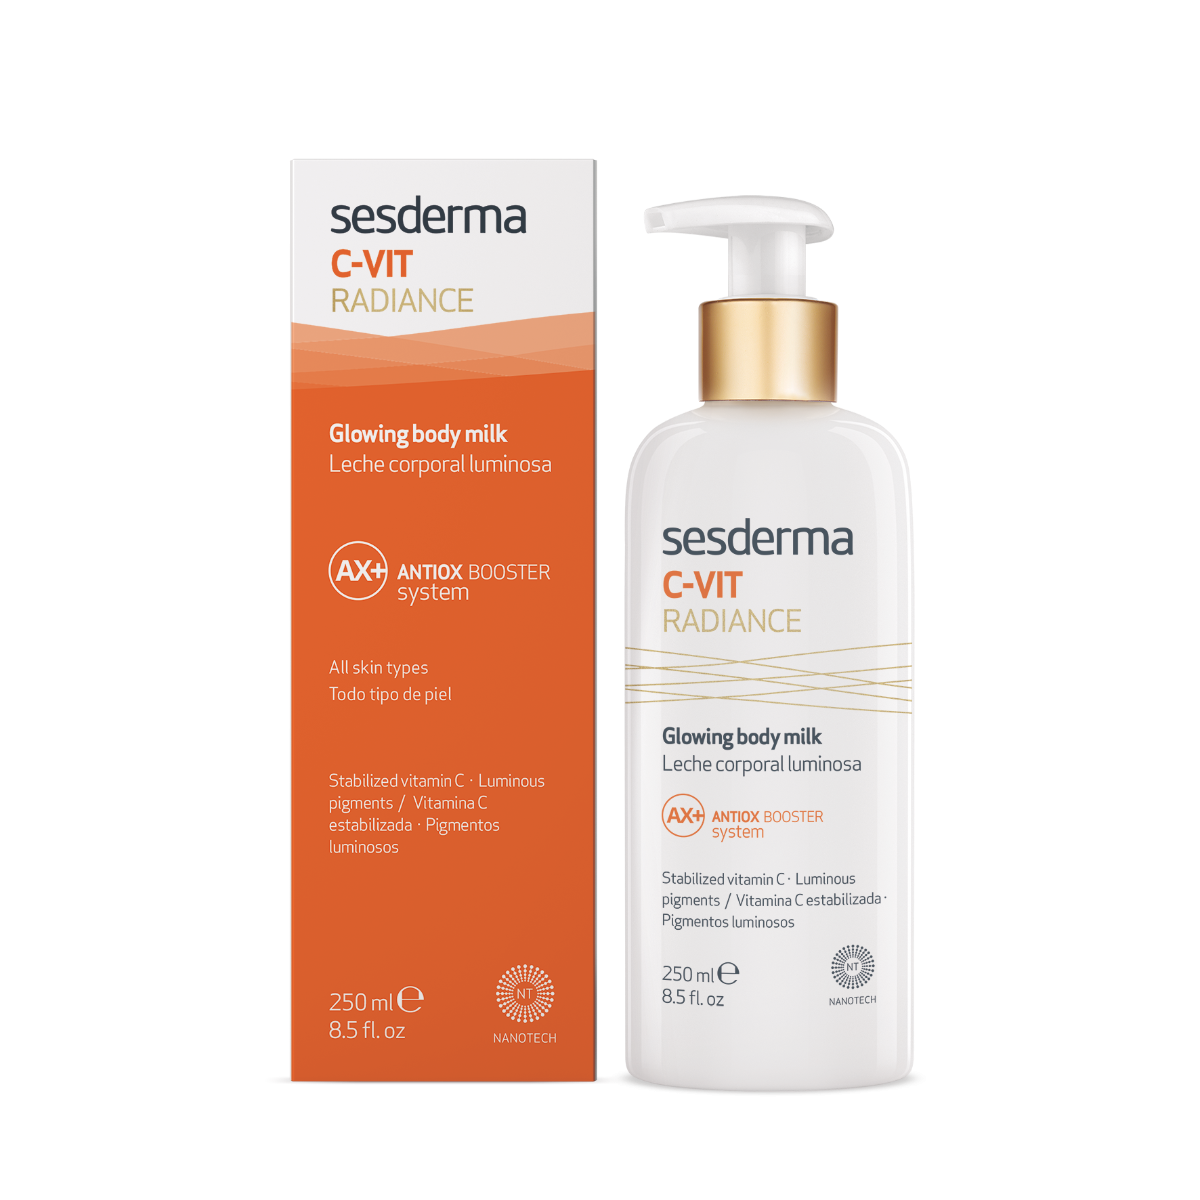 sesderma
C-VIT
RADIANCE
Glowing body milk
Leche corporal luminosa
AX+
ANTIOX BOOSTER
system
All skin types
Todo tipo de piel
Stabilized vitamin C · Luminous
pigments / Vitamina C
estabilizada · Pigmentos
luminosos
250 ml ℮
8.5 fl. oz
NT
NANOTECH
sesderma
C-VIT
RADIANCE
Glowing body milk
Leche corporal luminosa
AX+
ANTIOX BOOSTER
system
Stabilized vitamin C · Luminous
pigments / Vitamina C estabilizada ·
Pigmentos luminosos
250 ml ℮
8.5 fl. oz
NT
NANOTECH